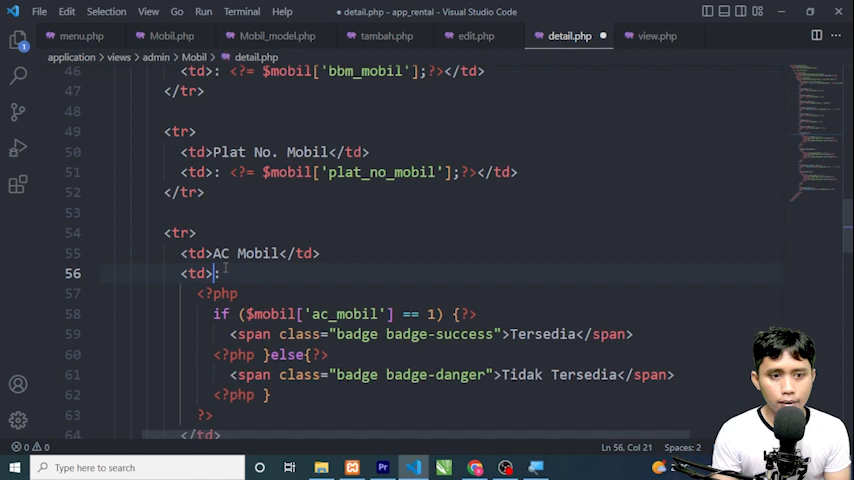 File Edit Selection View Go Run Terminal Help
● detail.php - app_rental - Visual Studio Code
menu.php Mobil.php Mobil_model.php tambah.php edit.php detail.php ● view.php
application > views > admin > Mobil > detail.php
46 <td>: <?= $mobil['bbm_mobil'];?></td>
47 </tr>
48
49 <tr>
50 <td>Plat No. Mobil</td>
51 <td>: <?= $mobil['plat_no_mobil'];?></td>
52 </tr>
53
54 <tr>
55 <td>AC Mobil</td>
56 <td>:
57 <?php
58 if ($mobil['ac_mobil'] == 1) {?>
59 <span class="badge badge-success">Tersedia</span>
60 <?php }else{?>
61 <span class="badge badge-danger">Tidak Tersedia</span>
62 <?php }
63 ?>
64 </td>
0 0 Ln 56, Col 21 Spaces: 2
Type here to search